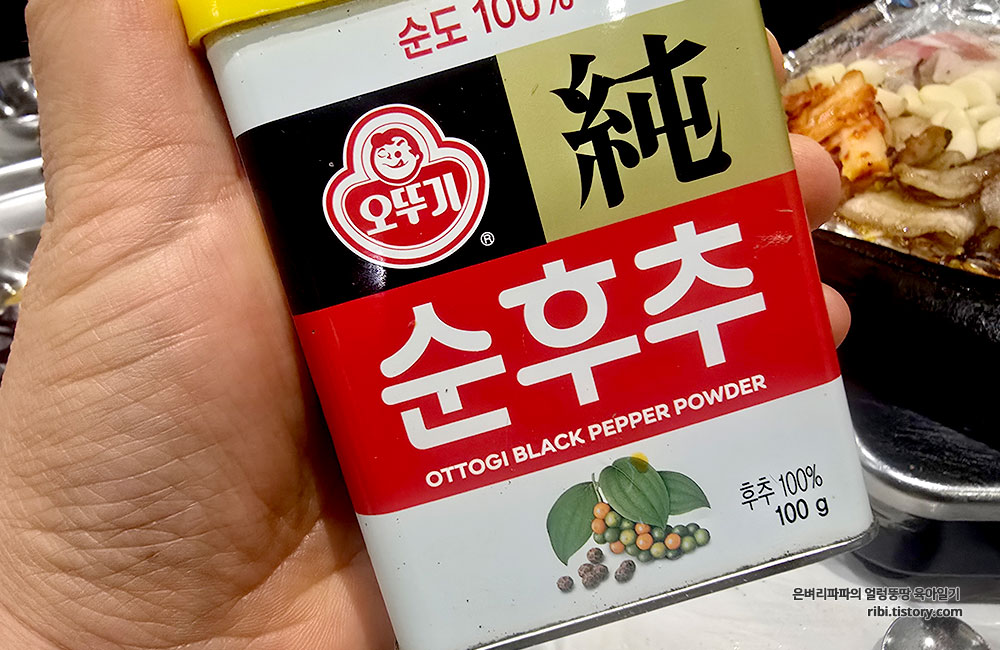 순도 100%
純
오뚜기
®
순후추
OTTOGI BLACK PEPPER POWDER
후추 100%
100 g
은벼리파파의 얼렁뚱땅 육아일기
ribi.tistory.com